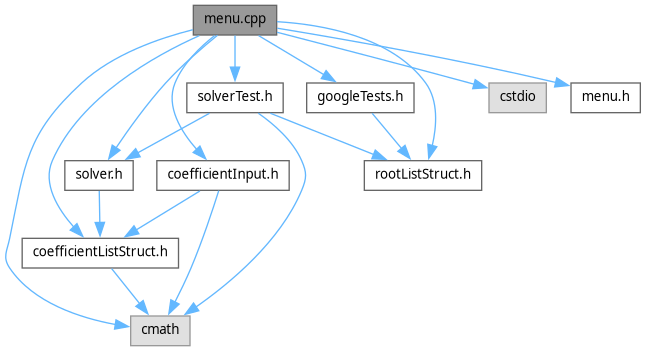 menu.cpp
solverTest.h
googleTests.h
cstdio
menu.h
solver.h
coefficientInput.h
rootListStruct.h
coefficientListStruct.h
cmath